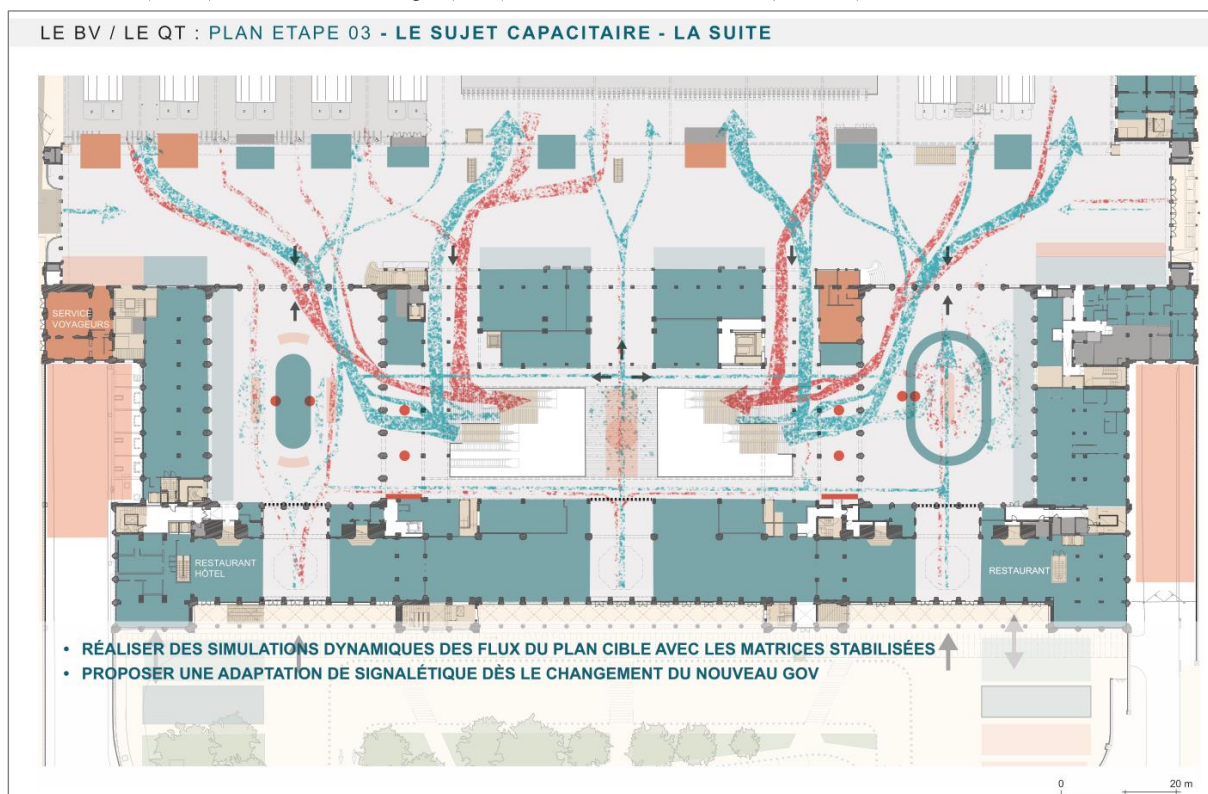 LE BV / LE QT : PLAN ETAPE 03 - LE SUJET CAPACITAIRE - LA SUITE
SERVICE
VOYAGEURS
RESTAURANT
HÔTEL
RESTAURANT
• RÉALISER DES SIMULATIONS DYNAMIQUES DES FLUX DU PLAN CIBLE AVEC LES MATRICES STABILISÉES
• PROPOSER UNE ADAPTATION DE SIGNALÉTIQUE DÈS LE CHANGEMENT DU NOUVEAU GOV
0 20 m